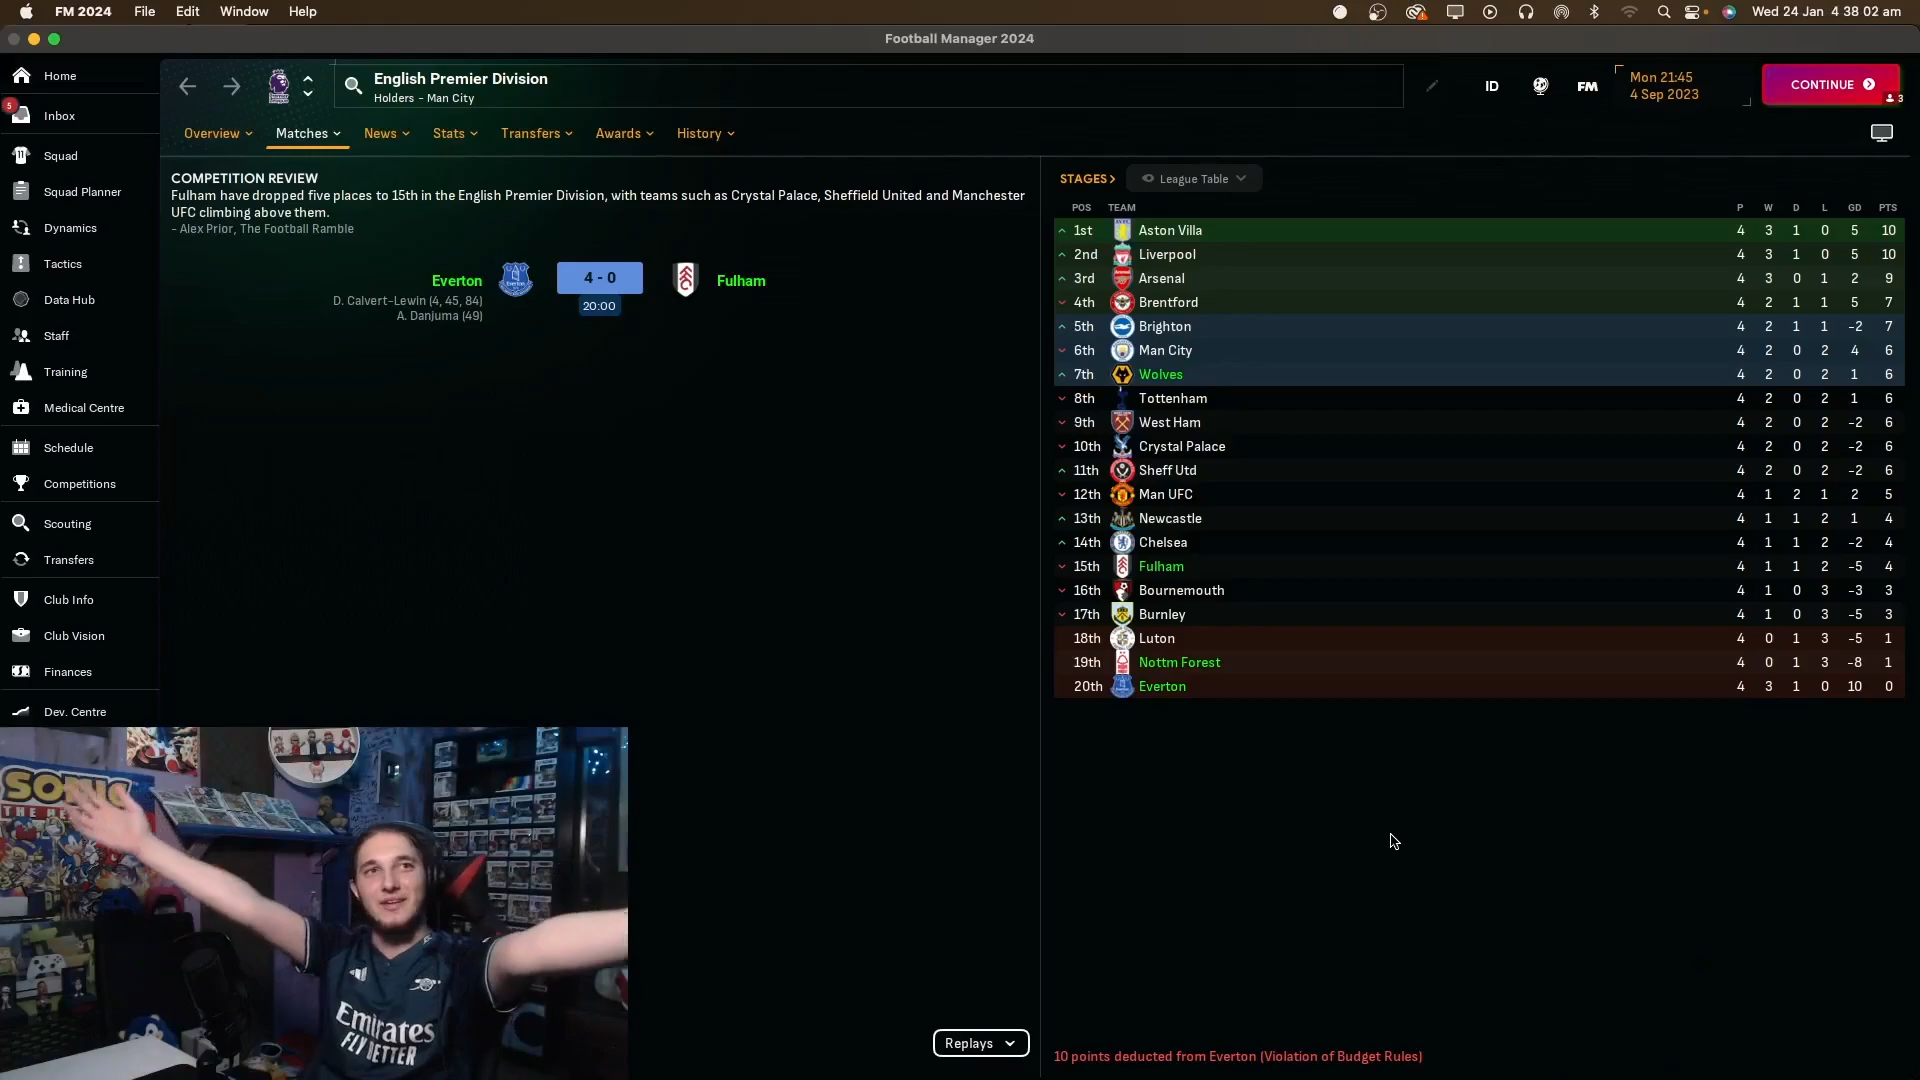 FM 2024 File Edit Window Help
Wed 24 Jan 4 38 02 am
Football Manager 2024
Home
5
Inbox
Squad
Squad Planner
Dynamics
Tactics
Data Hub
Staff
Training
Medical Centre
Schedule
Competitions
Scouting
Transfers
Club Info
Club Vision
Finances
Dev. Centre
English Premier Division
Holders - Man City
ID
FM
Mon 21:45
4 Sep 2023
CONTINUE
3
Overview Matches News Stats Transfers Awards History
COMPETITION REVIEW
Fulham have dropped five places to 15th in the English Premier Division, with teams such as Crystal Palace, Sheffield United and Manchester
UFC climbing above them.
- Alex Prior, The Football Ramble
Everton 4 - 0 Fulham
D. Calvert-Lewin (4, 45, 84)
A. Danjuma (49)
20:00
STAGES> League Table
POS TEAM P W D L GD PTS
1st Aston Villa 4 3 1 0 5 10
2nd Liverpool 4 3 1 0 5 10
3rd Arsenal 4 3 0 1 2 9
4th Brentford 4 2 1 1 5 7
5th Brighton 4 2 1 1 -2 7
6th Man City 4 2 0 2 4 6
7th Wolves 4 2 0 2 1 6
8th Tottenham 4 2 0 2 1 6
9th West Ham 4 2 0 2 -2 6
10th Crystal Palace 4 2 0 2 -2 6
11th Sheff Utd 4 2 0 2 -2 6
12th Man UFC 4 1 2 1 2 5
13th Newcastle 4 1 1 2 1 4
14th Chelsea 4 1 1 2 -2 4
15th Fulham 4 1 1 2 -5 4
16th Bournemouth 4 1 0 3 -3 3
17th Burnley 4 1 0 3 -5 3
18th Luton 4 0 1 3 -5 1
19th Nottm Forest 4 0 1 3 -8 1
20th Everton 4 3 1 0 10 0
Replays
10 points deducted from Everton (Violation of Budget Rules)
SONIC
Emirates
FLY BETTER